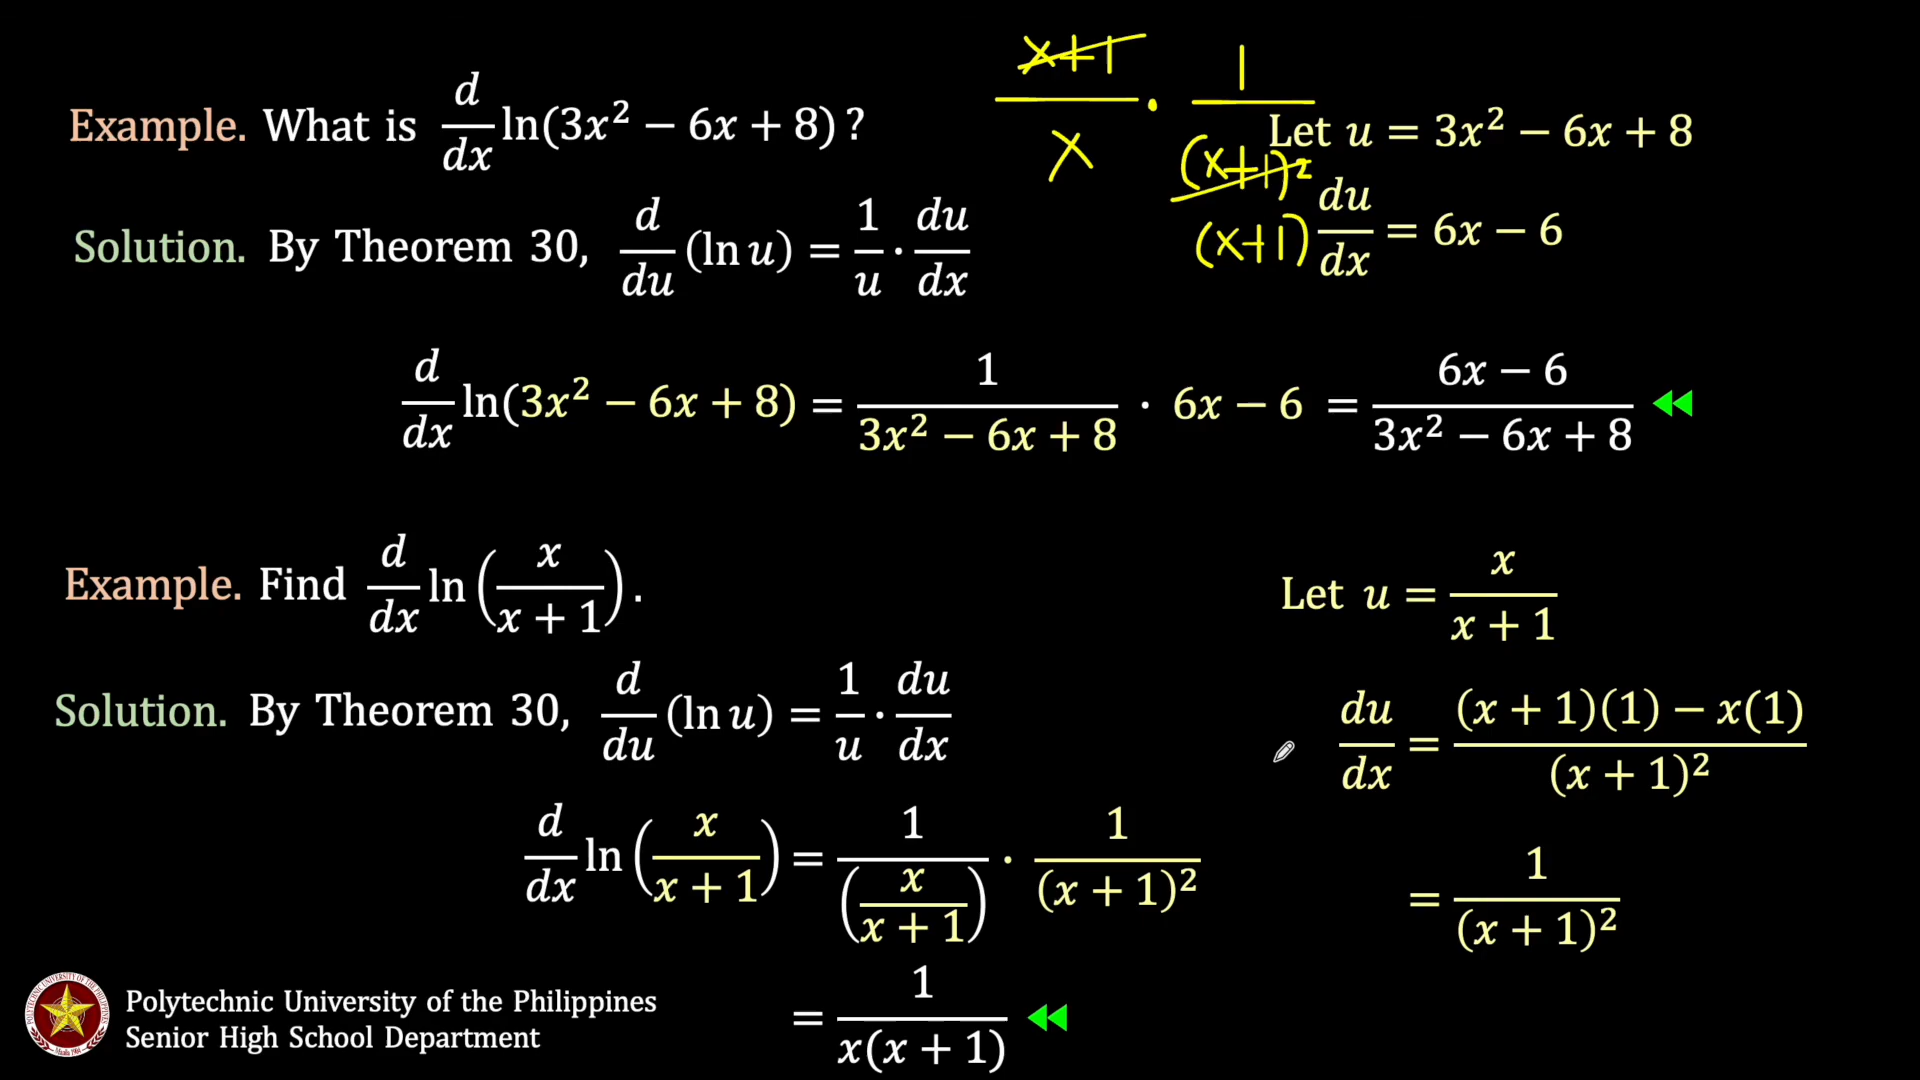 x+1 / x · 1 / (x+1)² (x+1)
Example. What is d/dx ln(3x² − 6x + 8) ?
Let u = 3x² − 6x + 8
Solution. By Theorem 30, d/du (ln u) = 1/u · du/dx
du/dx = 6x − 6
d/dx ln(3x² − 6x + 8) = 1/(3x² − 6x + 8) · 6x − 6 = (6x − 6)/(3x² − 6x + 8)
Example. Find d/dx ln(x/(x + 1)).
Let u = x/(x + 1)
Solution. By Theorem 30, d/du (ln u) = 1/u · du/dx
du/dx = ((x + 1)(1) − x(1))/(x + 1)²
d/dx ln(x/(x + 1)) = 1/(x/(x + 1)) · 1/(x + 1)²
= 1/(x + 1)²
= 1/(x(x + 1))
Polytechnic University of the Philippines
Senior High School Department